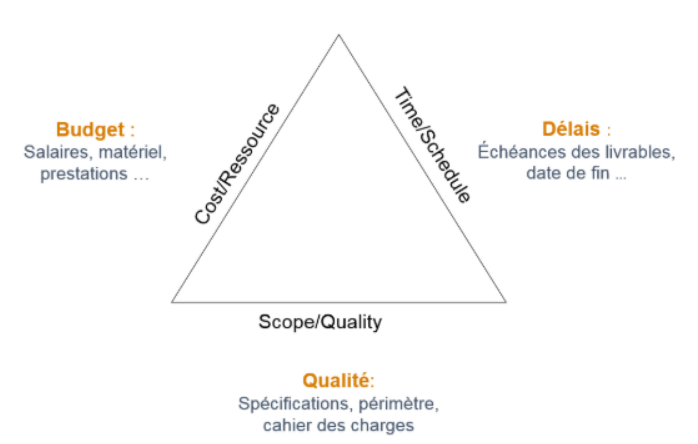 Budget :
Salaires, matériel,
prestations ...
Cost/Ressource
Time/Schedule
Délais :
Échéances des livrables,
date de fin ...
Scope/Quality
Qualité:
Spécifications, périmètre,
cahier des charges